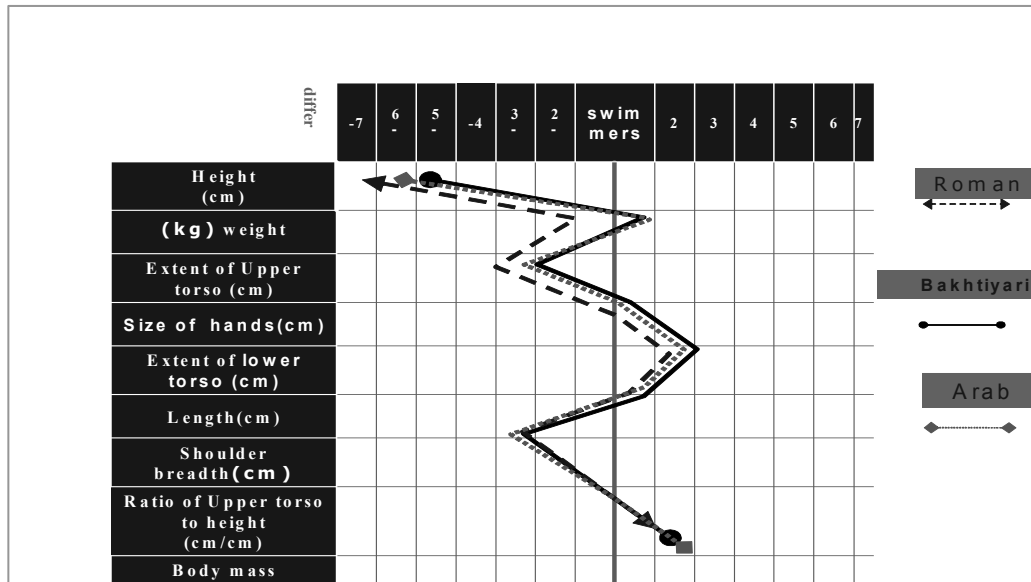 differ
-7 6- 5- -4 3- 2- swimmers 2 3 4 5 6 7
Height
(cm)
(kg) weight
Extent of Upper
torso (cm)
Size of hands(cm)
Extent of lower
torso (cm)
Length(cm)
Shoulder
breadth(cm)
Ratio of Upper torso
to height
(cm/cm)
Body mass
Roman
Bakhtiyari
Arab